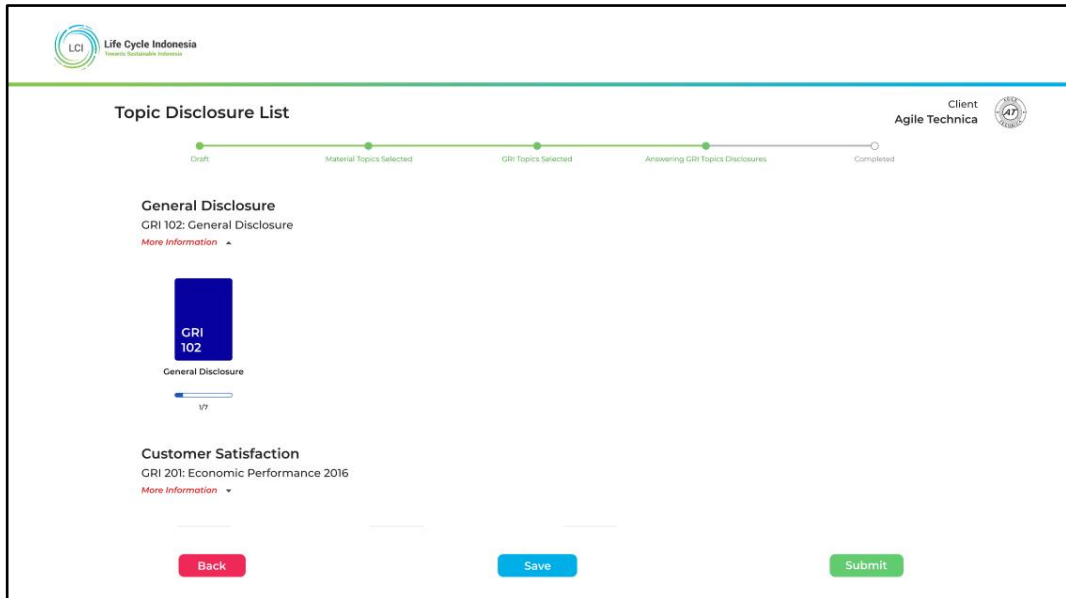 LCI
Life Cycle Indonesia
Towards Sustainable Indonesia
Topic Disclosure List
Client
Agile Technica
AGILE
AT
TECHNICA
Draft
Material Topics Selected
GRI Topics Selected
Answering GRI Topics Disclosures
Completed
General Disclosure
GRI 102: General Disclosure
More Information
GRI
102
General Disclosure
1/7
Customer Satisfaction
GRI 201: Economic Performance 2016
More Information
Back
Save
Submit